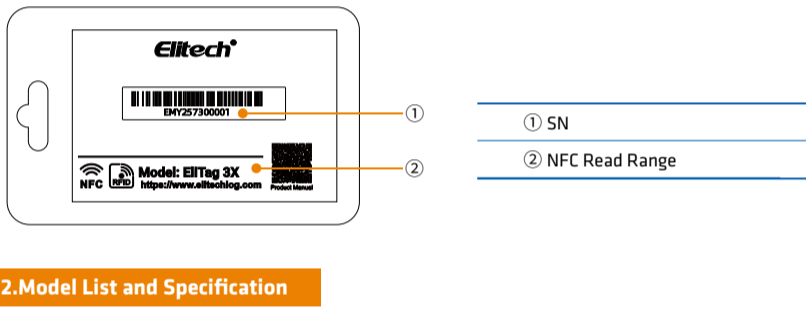 Elitech
EMY257300001
①
① SN
② NFC Read Range
②
NFC
RFID
Model: EliTag 3X
https://www.elitechlog.com
Product Manual
2.Model List and Specification